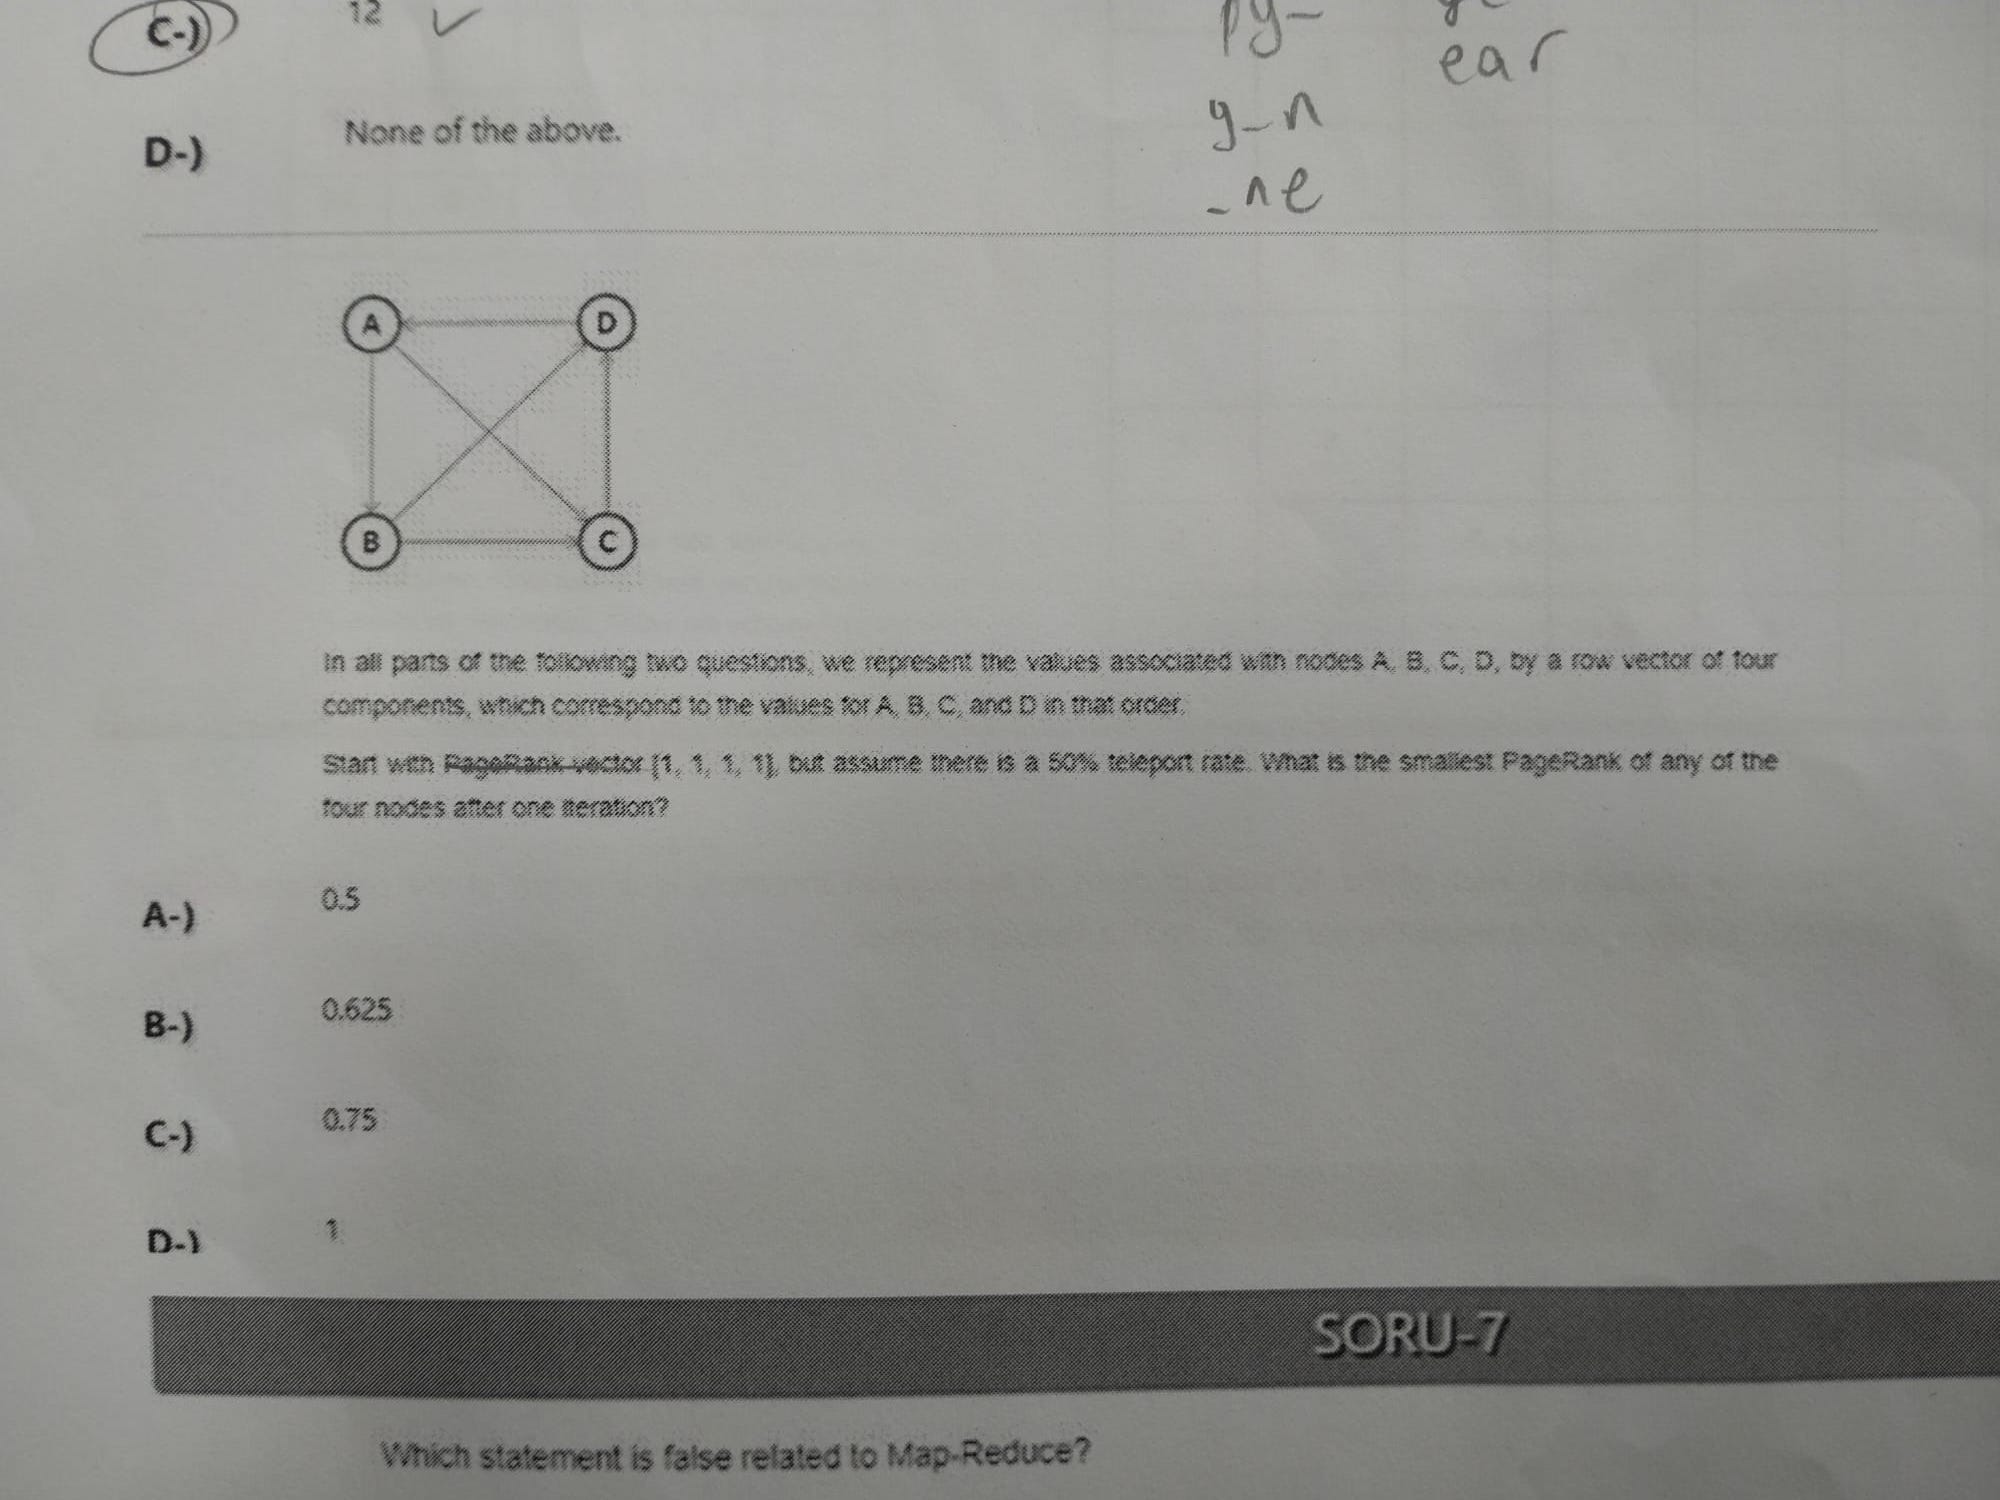 C-) 12
py-
ear
D-) None of the above.
y-n
-ne
A D
B C
In all parts of the following two questions, we represent the values associated with nodes A, B, C, D, by a row vector of four
components, which correspond to the values for A, B, C, and D in that order.
Start with PageRank vector [1, 1, 1, 1], but assume there is a 50% teleport rate. What is the smallest PageRank of any of the
four nodes after one iteration?
A-) 0.5
B-) 0.625
C-) 0.75
D-) 1
SORU-7
Which statement is false related to Map-Reduce?